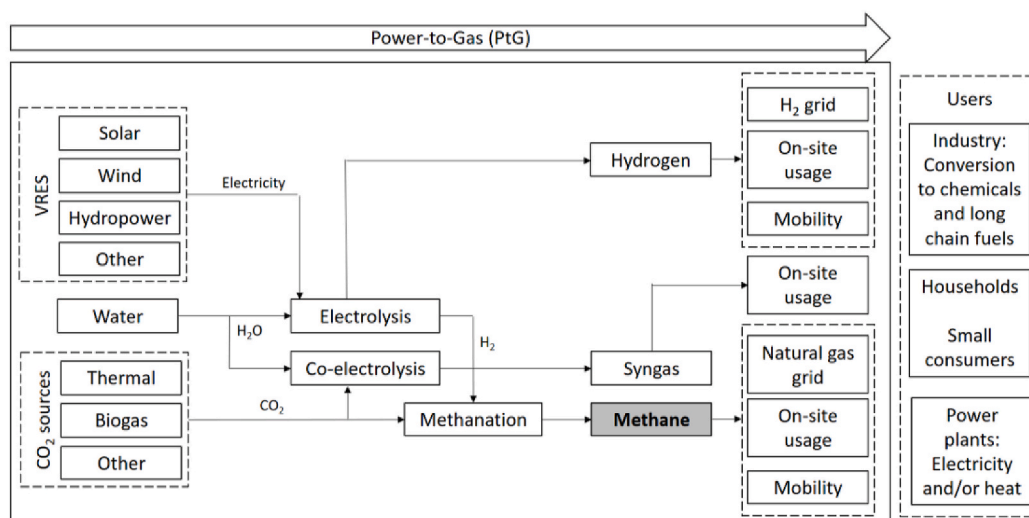 Power-to-Gas (PtG)
VRES
Solar
Wind
Hydropower
Other
Electricity
Water
H₂O
Electrolysis
Co-electrolysis
H₂
CO₂ sources
Thermal
Biogas
Other
CO₂
Methanation
Hydrogen
Syngas
Methane
H₂ grid
On-site
usage
Mobility
On-site
usage
Natural gas
grid
On-site
usage
Mobility
Users
Industry:
Conversion
to chemicals
and long
chain fuels
Households
Small
consumers
Power
plants:
Electricity
and/or heat